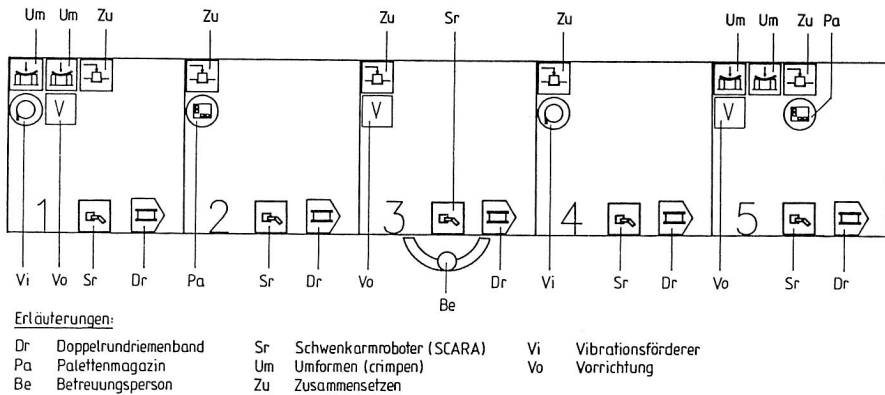 Um Um Zu Zu Zu Sr Zu Um Um Zu Pa
V V V
1 2 3 4 5
Vi Vo Sr Dr Pa Sr Dr Vo Dr Vi Sr Dr Vo Sr Dr
Be
Erläuterungen:
Dr Doppelrundriemenband Sr Schwenkarmroboter (SCARA) Vi Vibrationsförderer
Pa Palettenmagazin Um Umformen (crimpen) Vo Vorrichtung
Be Betreuungsperson Zu Zusammensetzen